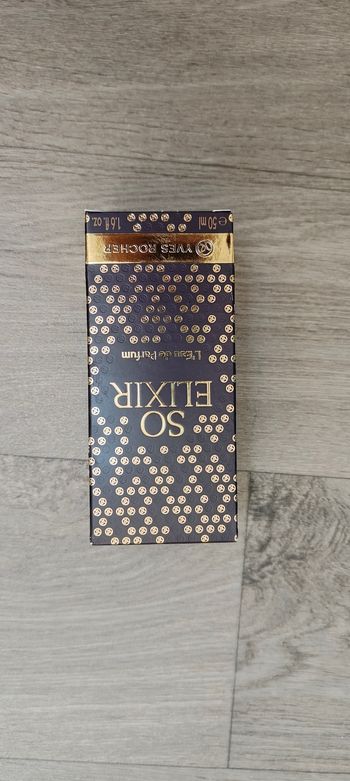 SO
ELIXIR
L'Eau de Parfum
YVES ROCHER
℮ 50 ml 1.6 fl. oz.